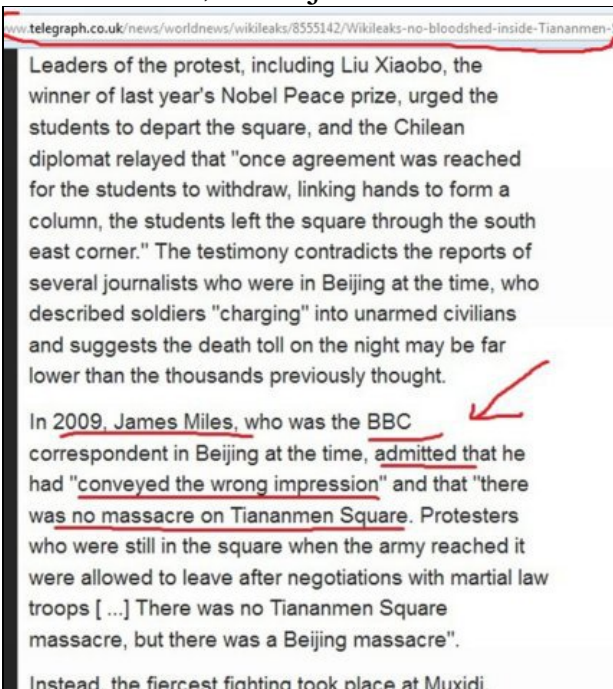 www.telegraph.co.uk/news/worldnews/wikileaks/8555142/Wikileaks-no-bloodshed-inside-Tiananmen-
Leaders of the protest, including Liu Xiaobo, the
winner of last year's Nobel Peace prize, urged the
students to depart the square, and the Chilean
diplomat relayed that "once agreement was reached
for the students to withdraw, linking hands to form a
column, the students left the square through the south
east corner." The testimony contradicts the reports of
several journalists who were in Beijing at the time, who
described soldiers "charging" into unarmed civilians
and suggests the death toll on the night may be far
lower than the thousands previously thought.
In 2009, James Miles, who was the BBC
correspondent in Beijing at the time, admitted that he
had "conveyed the wrong impression" and that "there
was no massacre on Tiananmen Square. Protesters
who were still in the square when the army reached it
were allowed to leave after negotiations with martial law
troops [ ...] There was no Tiananmen Square
massacre, but there was a Beijing massacre".
Instead, the fiercest fighting took place at Muxidi,